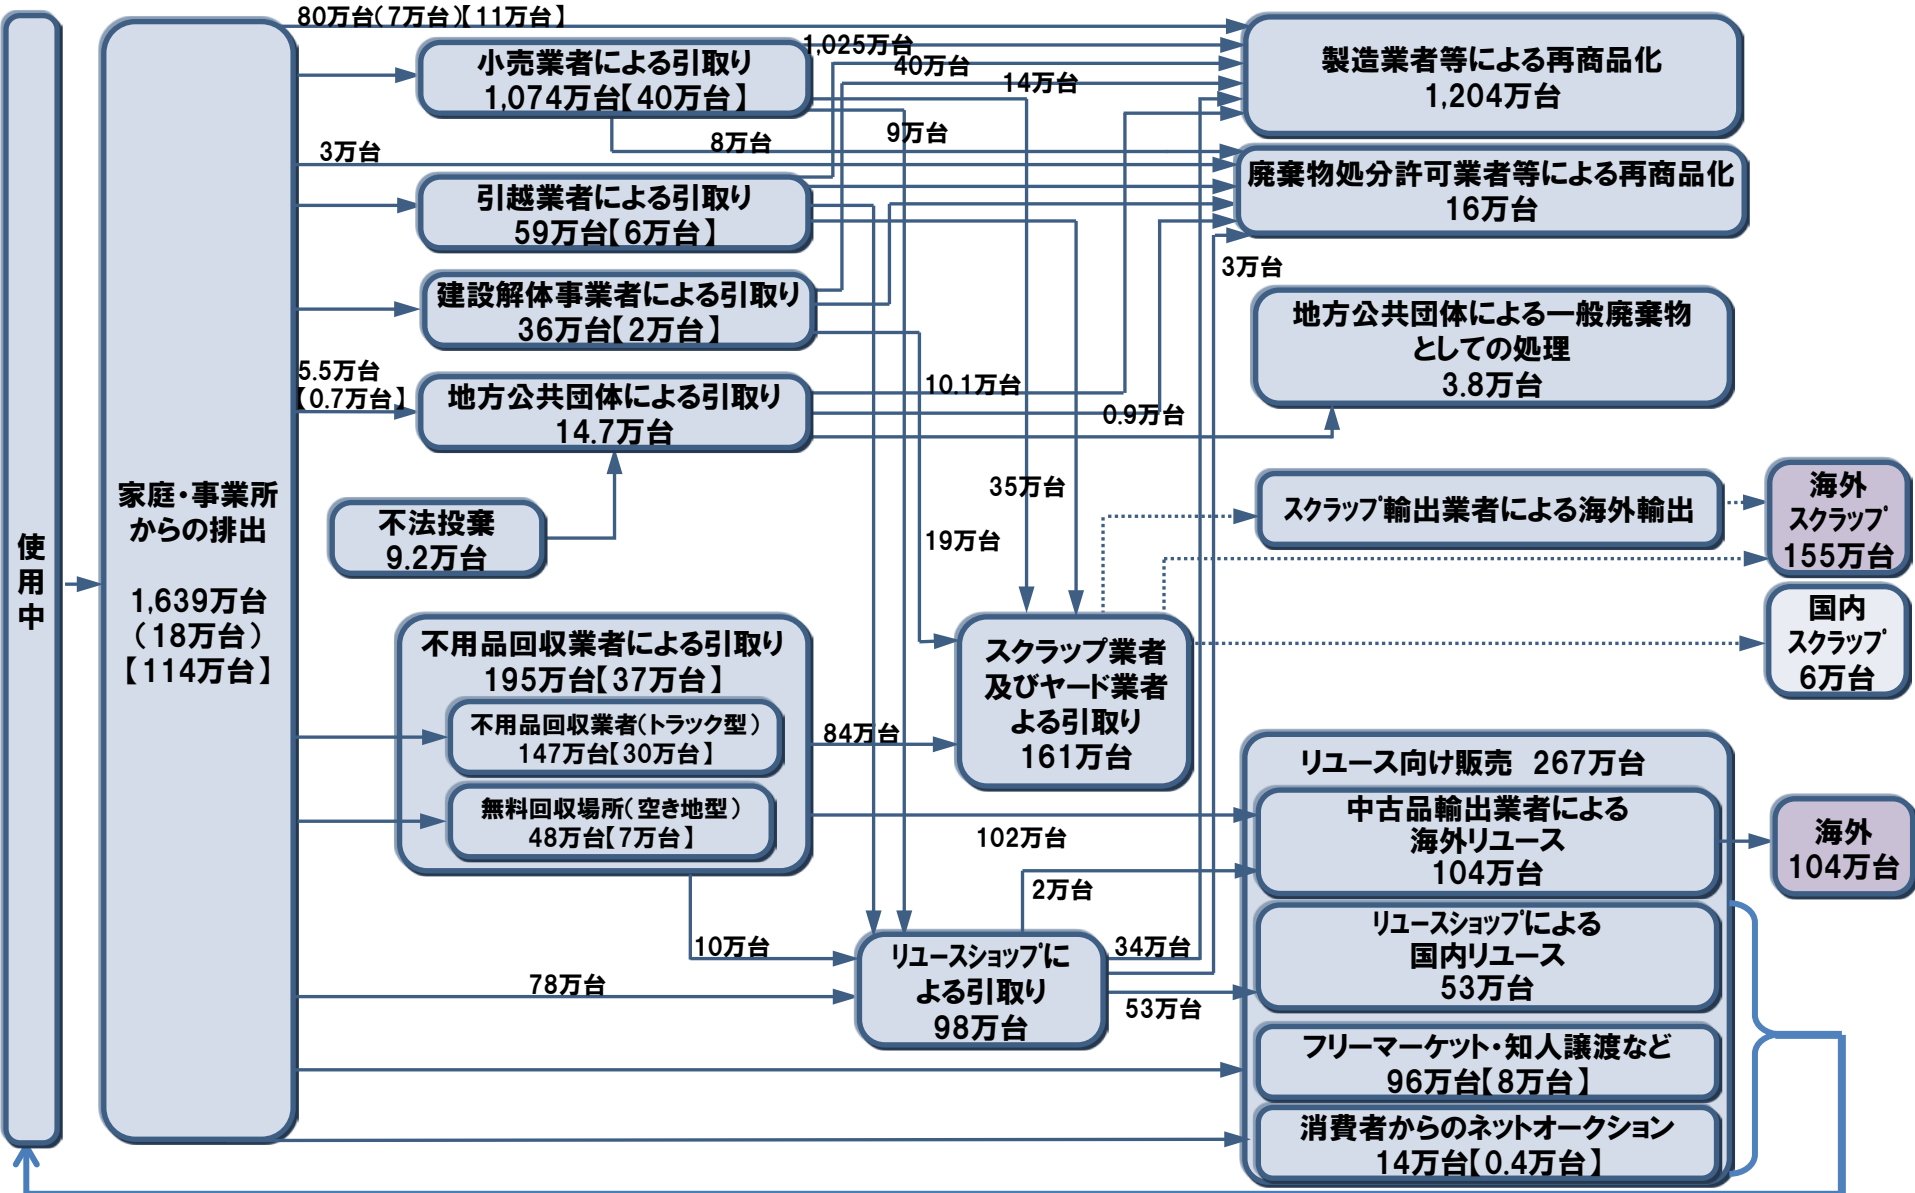 使用中
家庭・事業所
からの排出
1,639万台
(18万台)
【114万台】
80万台(7万台)【11万台】
小売業者による引取り
1,074万台【40万台】
1,025万台
40万台
14万台
8万台
9万台
3万台
引越業者による引取り
59万台【6万台】
建設解体事業者による引取り
36万台【2万台】
5.5万台
【0.7万台】
地方公共団体による引取り
14.7万台
10.1万台
0.9万台
不法投棄
9.2万台
35万台
19万台
不用品回収業者による引取り
195万台【37万台】
不用品回収業者(トラック型)
147万台【30万台】
無料回収場所(空き地型)
48万台【7万台】
84万台
102万台
10万台
78万台
スクラップ業者
及びヤード業者
よる引取り
161万台
リユースショップに
よる引取り
98万台
2万台
34万台
53万台
3万台
製造業者等による再商品化
1,204万台
廃棄物処分許可業者等による再商品化
16万台
地方公共団体による一般廃棄物
としての処理
3.8万台
スクラップ輸出業者による海外輸出
海外
スクラップ
155万台
国内
スクラップ
6万台
リユース向け販売 267万台
中古品輸出業者による
海外リユース
104万台
海外
104万台
リユースショップによる
国内リユース
53万台
フリーマーケット・知人譲渡など
96万台【8万台】
消費者からのネットオークション
14万台【0.4万台】